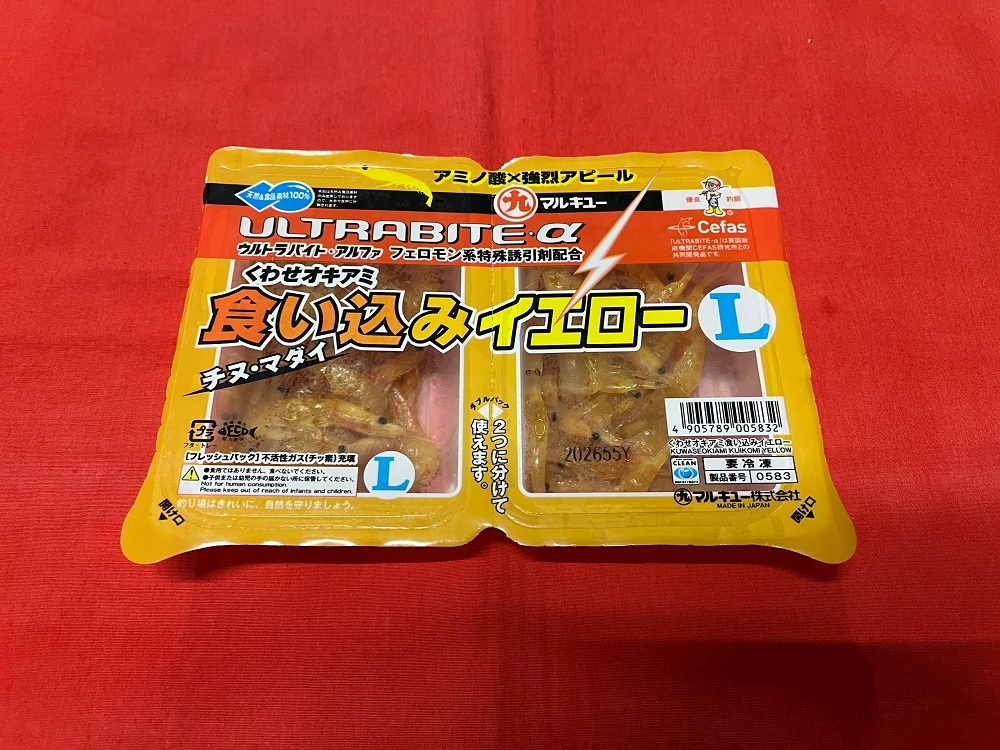 アミノ酸×強烈アピール
天然&食品素材100%
九 マルキユー
優良 釣餌
ULTRABITE・α
Cefas
ウルトラバイト・アルファ フェロモン系特殊誘引剤配合
「ULTRABITE-α」は英国政
府機関CEFAS研究所との
共同開発品です。
くわせオキアミ
食い込みイエロー
L
チヌ・マダイ
ダブルパック
2つに分けて
使えます。
フタ・トレー
[フレッシュパック]不活性ガス(チッ素)充填
●食用ではありません。食べないでください。
●子供または幼児の手の届かない所に保管してください。
Not for human consumption.
Please keep out of reach of infants and children.
L
釣り場はきれいに、自然を守りましょう。
開け口
202655Y
4 905789 005832
くわせオキアミ食い込みイエロー
KUWASEOKIAMI KUIKOMI YELLOW
CLEAN
要冷凍
製品番号 0583
九 マルキユー株式会社
MADE IN JAPAN
開け口